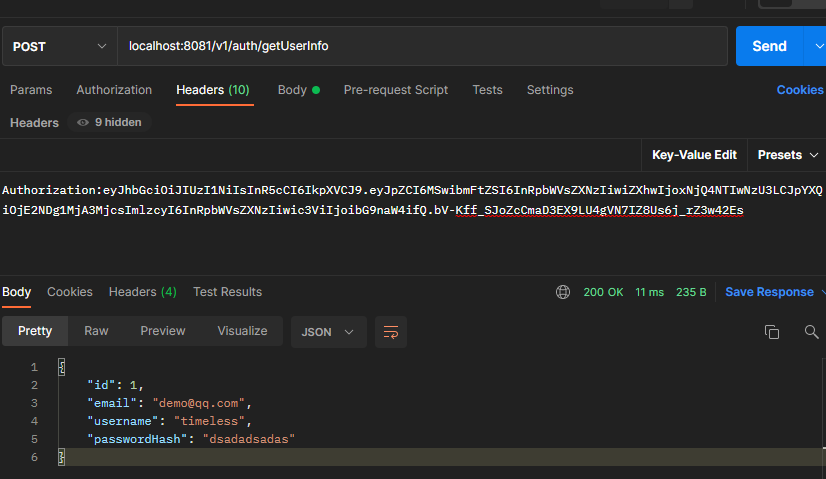 POST localhost:8081/v1/auth/getUserInfo Send
Params Authorization Headers (10) Body Pre-request Script Tests Settings Cookies
Headers 9 hidden
Key-Value Edit Presets
Authorization:eyJhbGciOiJIUzI1NiIsInR5cCI6IkpXVCJ9.eyJpZCI6MSwibmFtZSI6InRpbWVsZXNzIiwiZXhwIjoxNjQ4NTIwNzU3LCJpYXQ
iOjE2NDg1MjA3MjcsImlzcyI6InRpbWVsZXNzIiwic3ViIjoibG9naW4ifQ.bV-Kff_SJoZcCmaD3EX9LU4gVN7IZ8Us6j_rZ3w42Es
Body Cookies Headers (4) Test Results 200 OK 11 ms 235 B Save Response
Pretty Raw Preview Visualize JSON
1 {
2 "id": 1,
3 "email": "demo@qq.com",
4 "username": "timeless",
5 "passwordHash": "dsadadsadas"
6 }